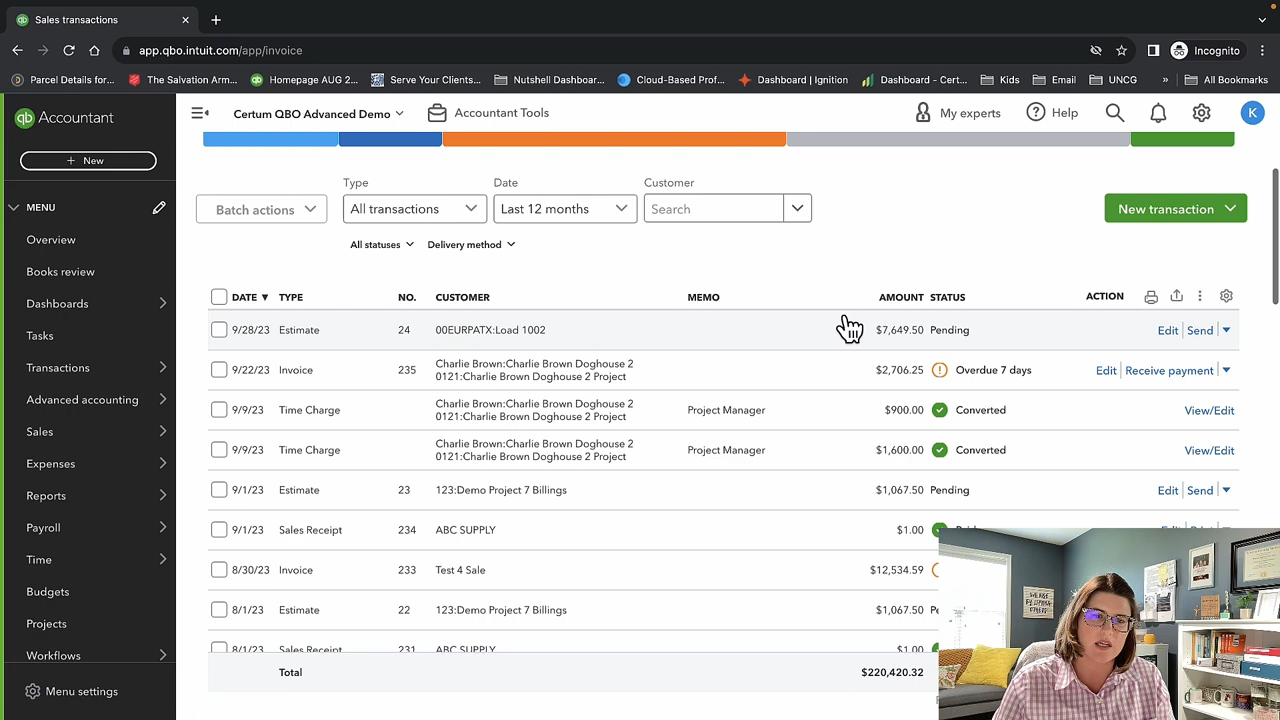 Sales transactions
app.qbo.intuit.com/app/invoice
Incognito
Parcel Details for...
The Salvation Arm...
Homepage AUG 2...
Serve Your Clients...
Nutshell Dashboar...
Cloud-Based Prof...
Dashboard | Ignition
Dashboard - Cert...
Kids
Email
UNCG
»
All Bookmarks
qb Accountant
Certum QBO Advanced Demo
Accountant Tools
My experts
Help
K
+ New
MENU
Overview
Books review
Dashboards
Tasks
Transactions
Advanced accounting
Sales
Expenses
Reports
Payroll
Time
Budgets
Projects
Workflows
Menu settings
Type
Date
Customer
Batch actions
All transactions
Last 12 months
Search
New transaction
All statuses
Delivery method
DATE ▼ TYPE NO. CUSTOMER MEMO AMOUNT STATUS ACTION
9/28/23 Estimate 24 00EURPATX:Load 1002 $7,649.50 Pending Edit Send
9/22/23 Invoice 235 Charlie Brown:Charlie Brown Doghouse 2
0121:Charlie Brown Doghouse 2 Project $2,706.25 Overdue 7 days Edit Receive payment
9/9/23 Time Charge Charlie Brown:Charlie Brown Doghouse 2
0121:Charlie Brown Doghouse 2 Project Project Manager $900.00 Converted View/Edit
9/9/23 Time Charge Charlie Brown:Charlie Brown Doghouse 2
0121:Charlie Brown Doghouse 2 Project Project Manager $1,600.00 Converted View/Edit
9/1/23 Estimate 23 123:Demo Project 7 Billings $1,067.50 Pending Edit Send
9/1/23 Sales Receipt 234 ABC SUPPLY $1.00
8/30/23 Invoice 233 Test 4 Sale $12,534.59
8/1/23 Estimate 22 123:Demo Project 7 Billings $1,067.50
8/1/23 Sales Receipt 231 ABC SUPPLY $1.00
Total $220,420.32